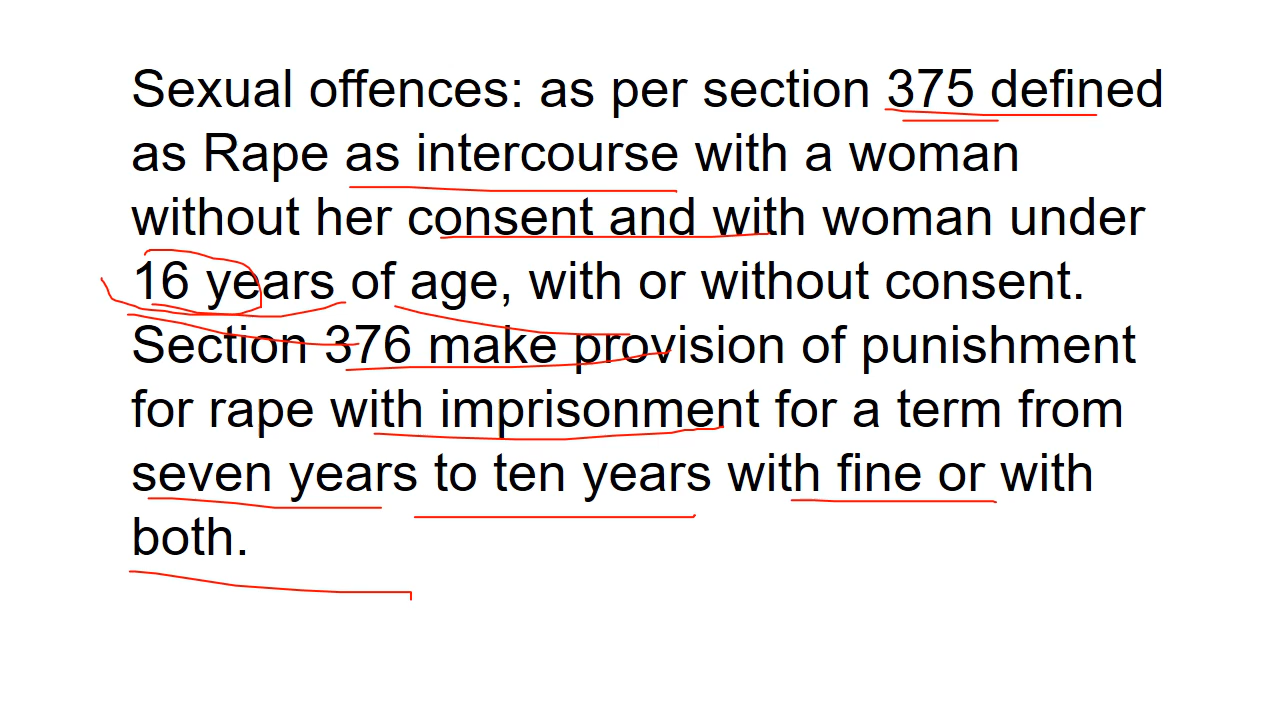 Sexual offences: as per section 375 defined
as Rape as intercourse with a woman
without her consent and with woman under
16 years of age, with or without consent.
Section 376 make provision of punishment
for rape with imprisonment for a term from
seven years to ten years with fine or with
both.